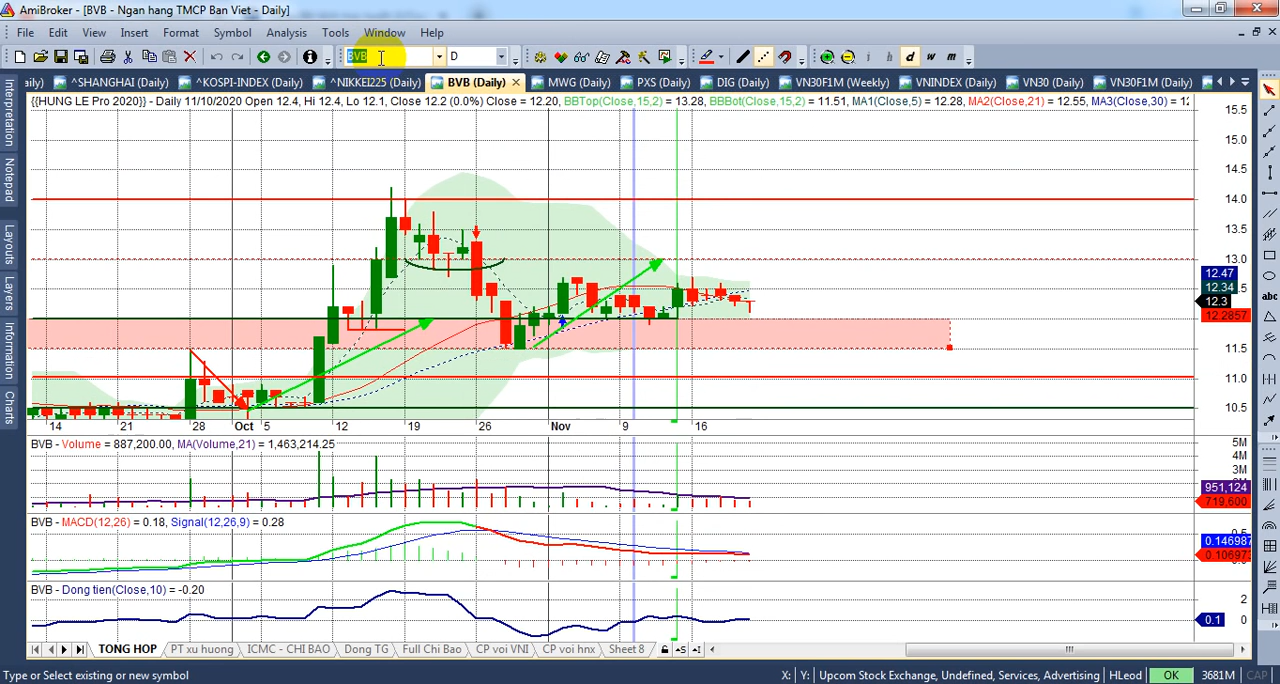 AmiBroker - [BVB - Ngan hang TMCP Ban Viet - Daily]
File Edit View Insert Format Symbol Analysis Tools Window Help
BVB D i h d w m
aily) ^SHANGHAI (Daily) ^KOSPI-INDEX (Daily) ^NIKKEI225 (Daily) BVB (Daily) MWG (Daily) PXS (Daily) DIG (Daily) VN30F1M (Weekly) VNINDEX (Daily) VN30 (Daily) VN30F1M (Daily)
{{HUNG LE Pro 2020}} - Daily 11/10/2020 Open 12.4, Hi 12.4, Lo 12.1, Close 12.2 (0.0%) Close = 12.20, BBTop(Close,15,2) = 13.28, BBBot(Close,15,2) = 11.51, MA1(Close,5) = 12.28, MA2(Close,21) = 12.55, MA3(Close,30) = 12
Interpretation
Notepad
Layouts
Layers
Information
Charts
abc
15.5
15.0
14.5
14.0
13.5
13.0
12.47
12.34
12.3
12.2857
11.5
11.0
10.5
14 21 28 Oct 5 12 19 26 Nov 9 16
BVB - Volume = 887,200.00, MA(Volume,21) = 1,463,214.25
5M
4M
3M
951,124
719,600
BVB - MACD(12,26) = 0.18, Signal(12,26,9) = 0.28
0.146987
0.106973
BVB - Dong tien(Close,10) = -0.20
2
0.1 0
TONG HOP PT xu huong ICMC - CHI BAO Dong TG Full Chi Bao CP voi VNI CP voi hnx Sheet 8
Type or Select existing or new symbol X: Y: Upcom Stock Exchange, Undefined, Services, Advertising HLeod OK 3681M CAP